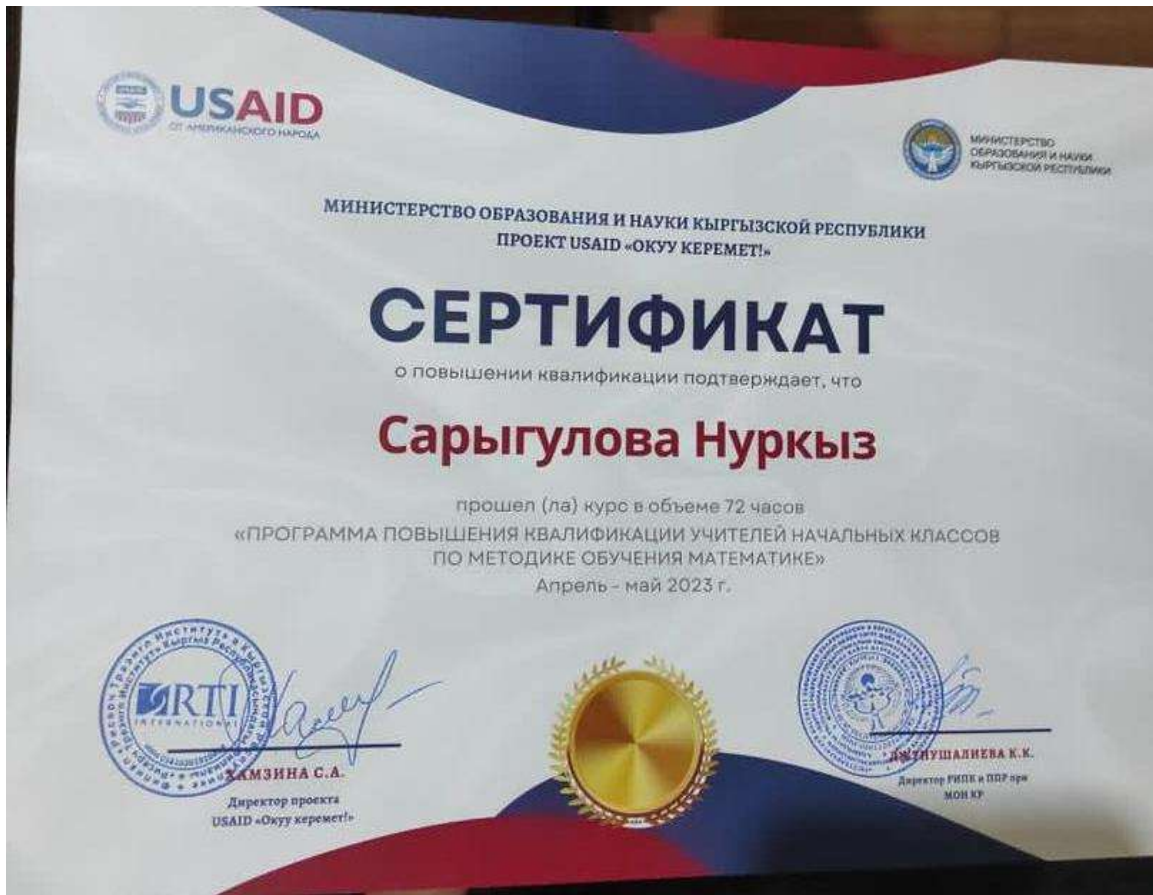 USAID
ОТ АМЕРИКАНСКОГО НАРОДА
МИНИСТЕРСТВО
ОБРАЗОВАНИЯ И НАУКИ
КЫРГЫЗСКОЙ РЕСПУБЛИКИ
МИНИСТЕРСТВО ОБРАЗОВАНИЯ И НАУКИ КЫРГЫЗСКОЙ РЕСПУБЛИКИ
ПРОЕКТ USAID «ОКУУ КЕРЕМЕТ!»
СЕРТИФИКАТ
о повышении квалификации подтверждает, что
Сарыгулова Нуркыз
прошел (ла) курс в объеме 72 часов
«ПРОГРАММА ПОВЫШЕНИЯ КВАЛИФИКАЦИИ УЧИТЕЛЕЙ НАЧАЛЬНЫХ КЛАССОВ
ПО МЕТОДИКЕ ОБУЧЕНИЯ МАТЕМАТИКЕ»
Апрель – май 2023 г.
RTI
INTERNATIONAL
ХАМЗИНА С.А.
Директор проекта
USAID «Окуу керемет!»
К.К.
Директор РИПК и ППР при
МОН КР